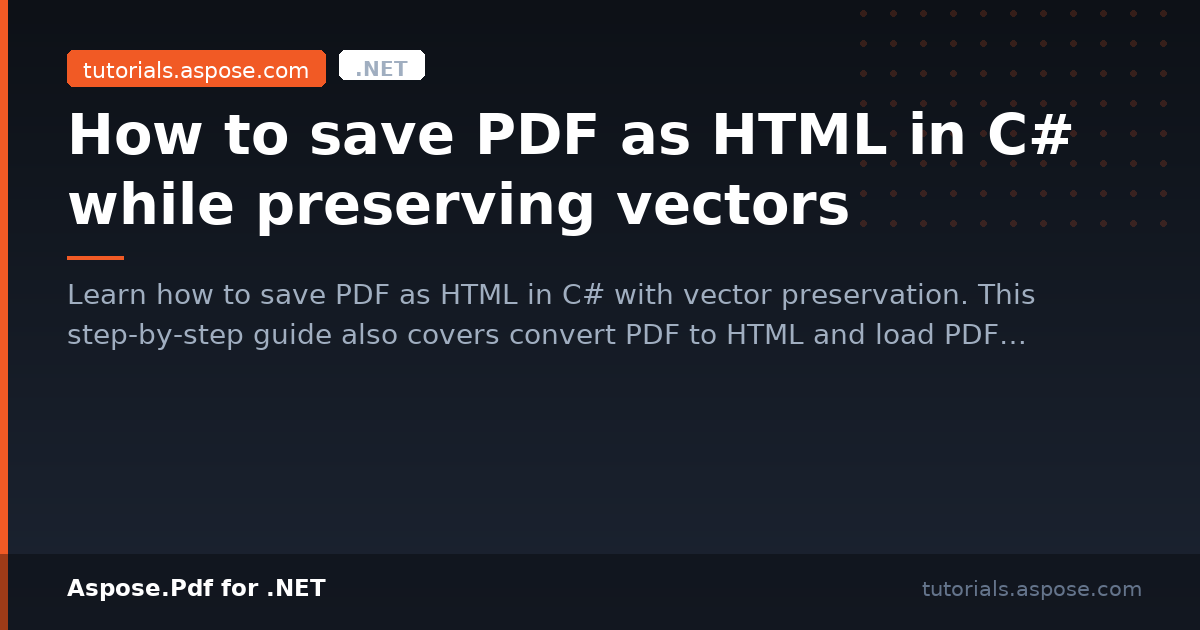 tutorials.aspose.com
.NET
How to save PDF as HTML in C#
while preserving vectors
Learn how to save PDF as HTML in C# with vector preservation. This
step-by-step guide also covers convert PDF to HTML and load PDF…
Aspose.Pdf for .NET
tutorials.aspose.com